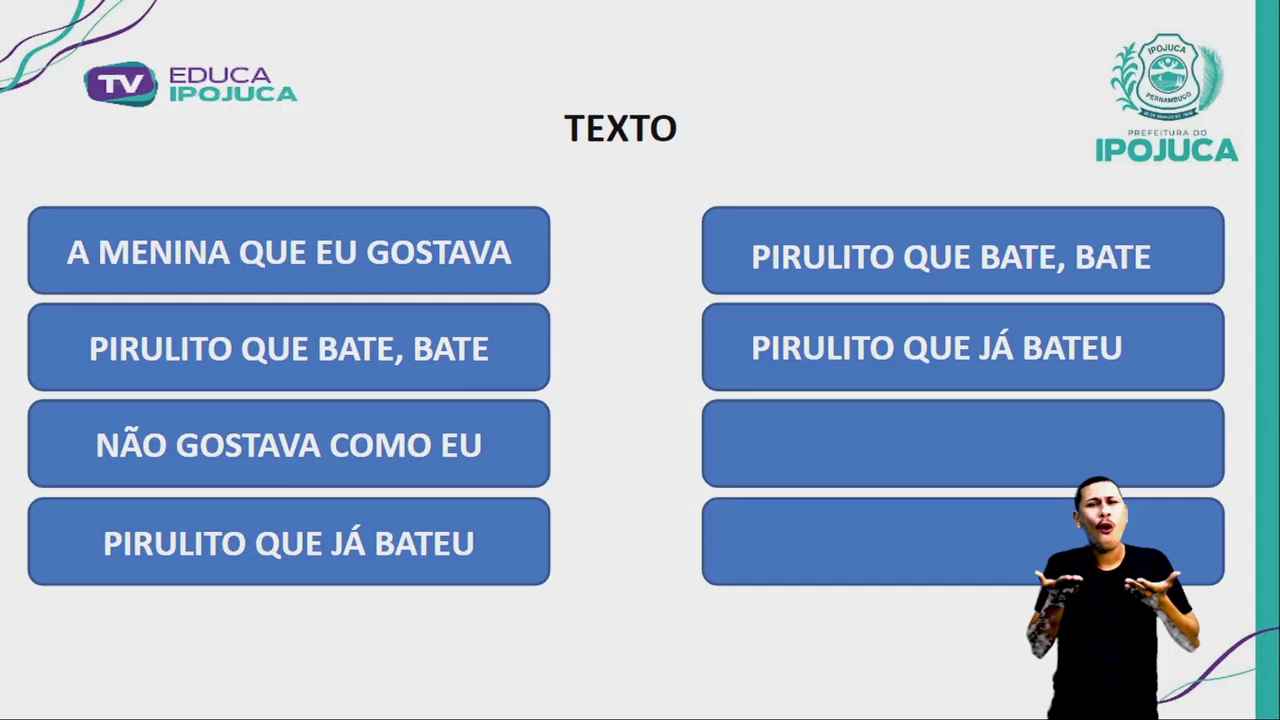 TV EDUCA
IPOJUCA
IPOJUCA
PERNAMBUCO
PREFEITURA DO
IPOJUCA
TEXTO
A MENINA QUE EU GOSTAVA
PIRULITO QUE BATE, BATE
NÃO GOSTAVA COMO EU
PIRULITO QUE JÁ BATEU
PIRULITO QUE BATE, BATE
PIRULITO QUE JÁ BATEU